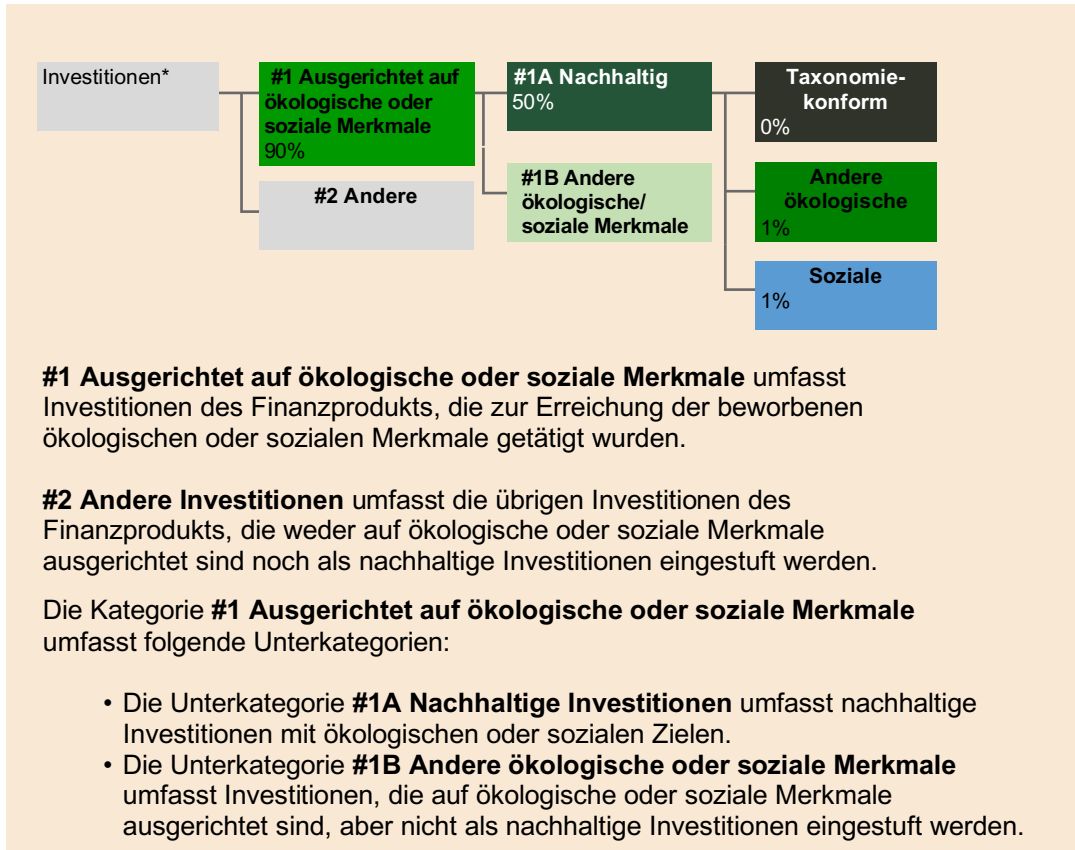 Investitionen*
#1 Ausgerichtet auf
ökologische oder
soziale Merkmale
90%
#2 Andere
#1A Nachhaltig
50%
#1B Andere
ökologische/
soziale Merkmale
Taxonomie-
konform
0%
Andere
ökologische
1%
Soziale
1%
#1 Ausgerichtet auf ökologische oder soziale Merkmale umfasst
Investitionen des Finanzprodukts, die zur Erreichung der beworbenen
ökologischen oder sozialen Merkmale getätigt wurden.
#2 Andere Investitionen umfasst die übrigen Investitionen des
Finanzprodukts, die weder auf ökologische oder soziale Merkmale
ausgerichtet sind noch als nachhaltige Investitionen eingestuft werden.
Die Kategorie #1 Ausgerichtet auf ökologische oder soziale Merkmale
umfasst folgende Unterkategorien:
• Die Unterkategorie #1A Nachhaltige Investitionen umfasst nachhaltige
Investitionen mit ökologischen oder sozialen Zielen.
• Die Unterkategorie #1B Andere ökologische oder soziale Merkmale
umfasst Investitionen, die auf ökologische oder soziale Merkmale
ausgerichtet sind, aber nicht als nachhaltige Investitionen eingestuft werden.